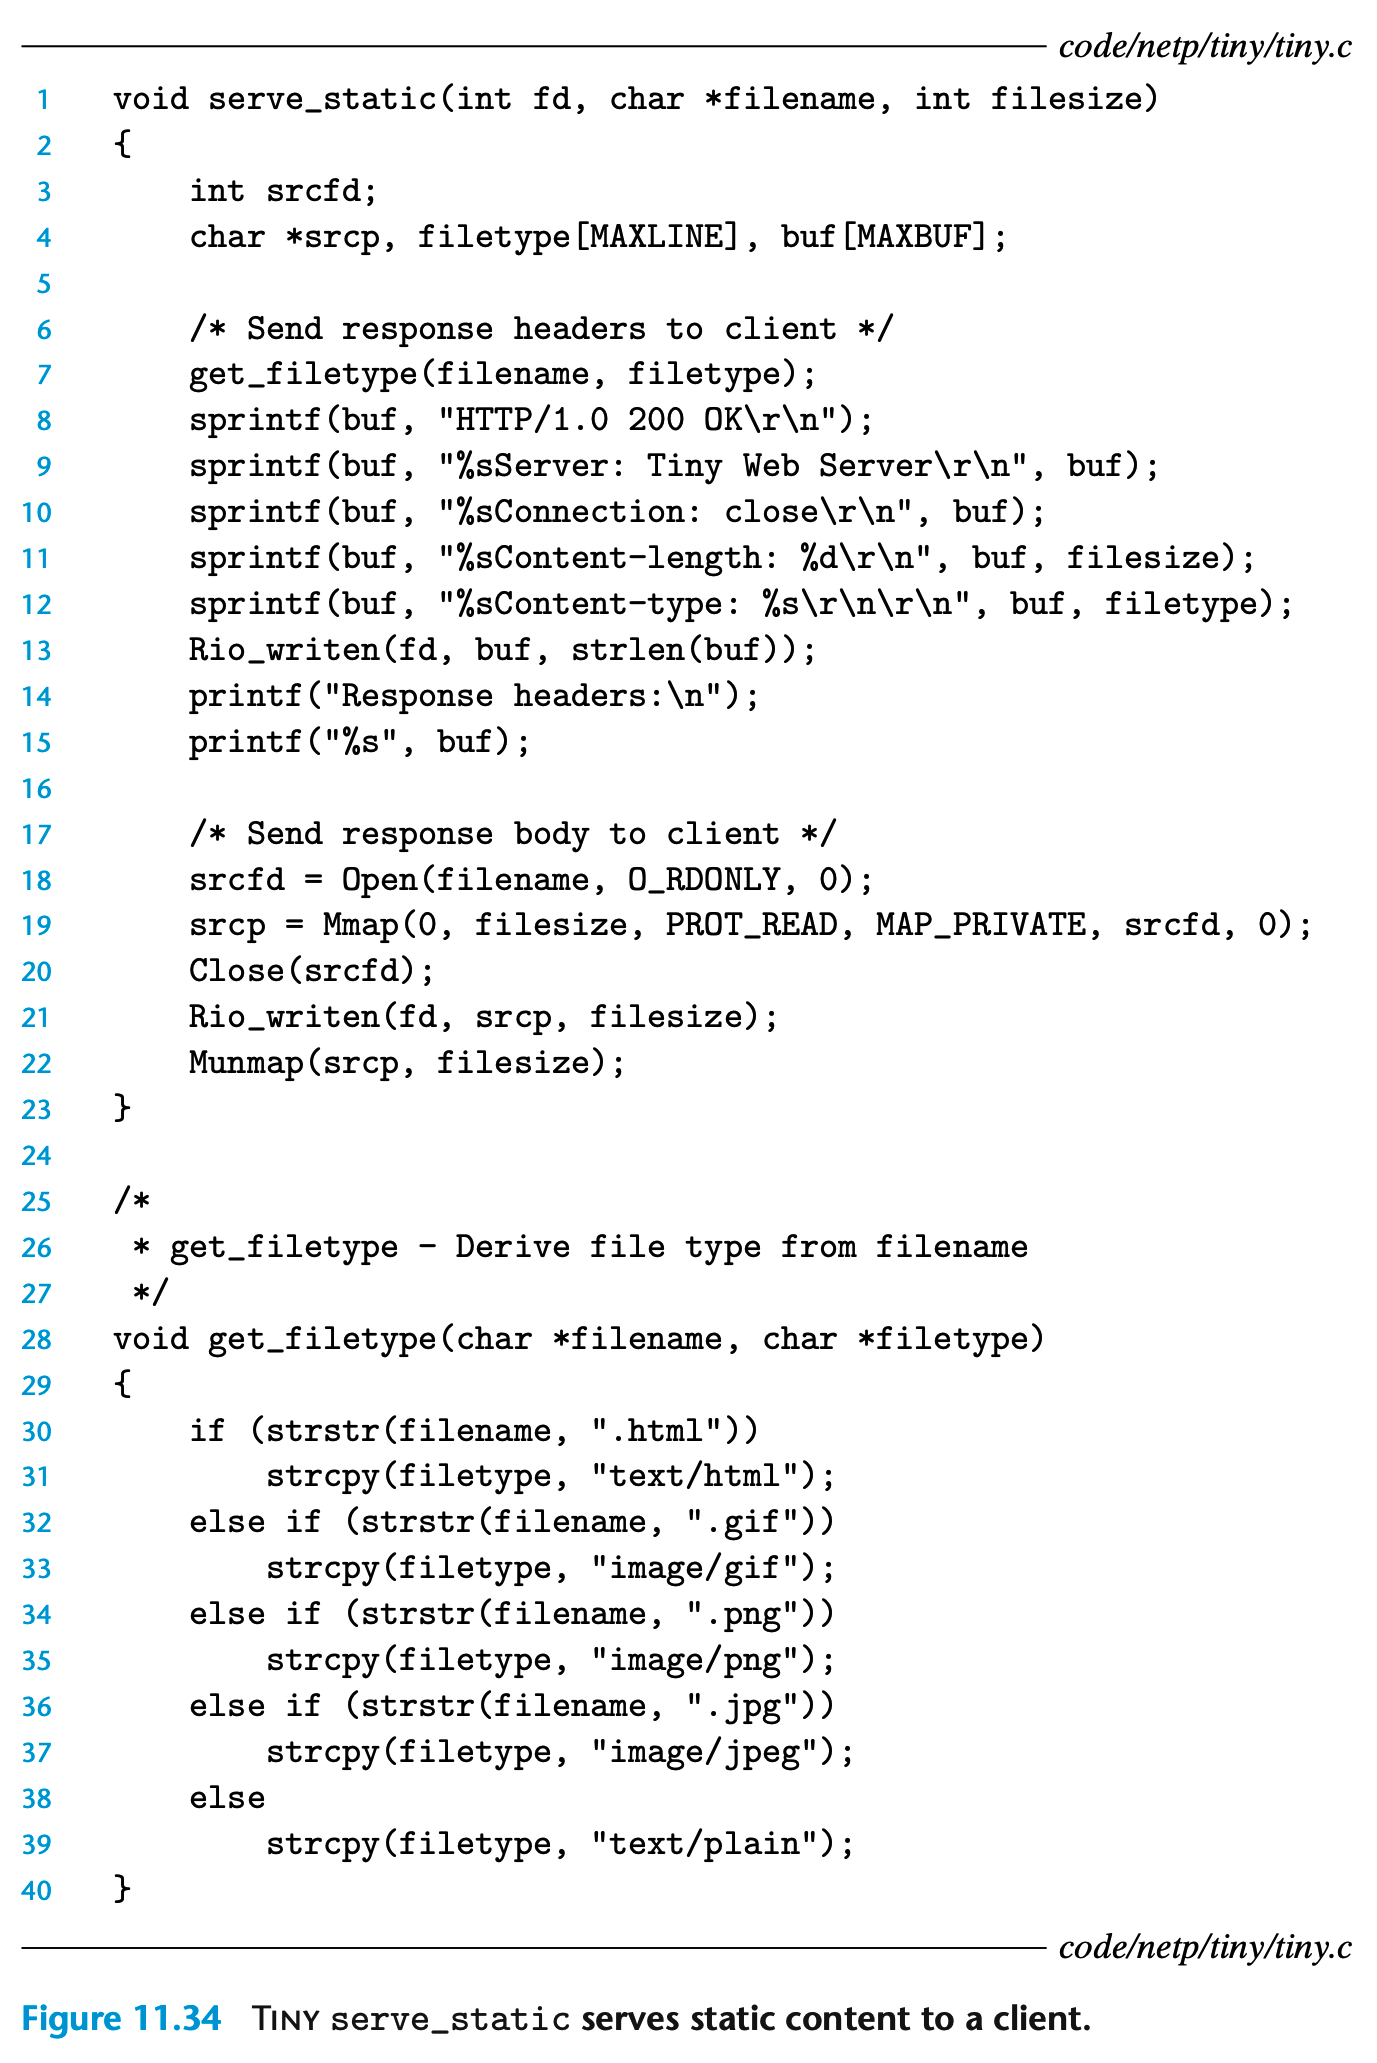 code/netp/tiny/tiny.c
1 void serve_static(int fd, char *filename, int filesize)
2 {
3     int srcfd;
4     char *srcp, filetype[MAXLINE], buf[MAXBUF];
5
6     /* Send response headers to client */
7     get_filetype(filename, filetype);
8     sprintf(buf, "HTTP/1.0 200 OK\r\n");
9     sprintf(buf, "%sServer: Tiny Web Server\r\n", buf);
10     sprintf(buf, "%sConnection: close\r\n", buf);
11     sprintf(buf, "%sContent-length: %d\r\n", buf, filesize);
12     sprintf(buf, "%sContent-type: %s\r\n\r\n", buf, filetype);
13     Rio_writen(fd, buf, strlen(buf));
14     printf("Response headers:\n");
15     printf("%s", buf);
16
17     /* Send response body to client */
18     srcfd = Open(filename, O_RDONLY, 0);
19     srcp = Mmap(0, filesize, PROT_READ, MAP_PRIVATE, srcfd, 0);
20     Close(srcfd);
21     Rio_writen(fd, srcp, filesize);
22     Munmap(srcp, filesize);
23 }
24
25 /*
26  * get_filetype - Derive file type from filename
27  */
28 void get_filetype(char *filename, char *filetype)
29 {
30     if (strstr(filename, ".html"))
31         strcpy(filetype, "text/html");
32     else if (strstr(filename, ".gif"))
33         strcpy(filetype, "image/gif");
34     else if (strstr(filename, ".png"))
35         strcpy(filetype, "image/png");
36     else if (strstr(filename, ".jpg"))
37         strcpy(filetype, "image/jpeg");
38     else
39         strcpy(filetype, "text/plain");
40 }
code/netp/tiny/tiny.c
Figure 11.34 TINY serve_static serves static content to a client.